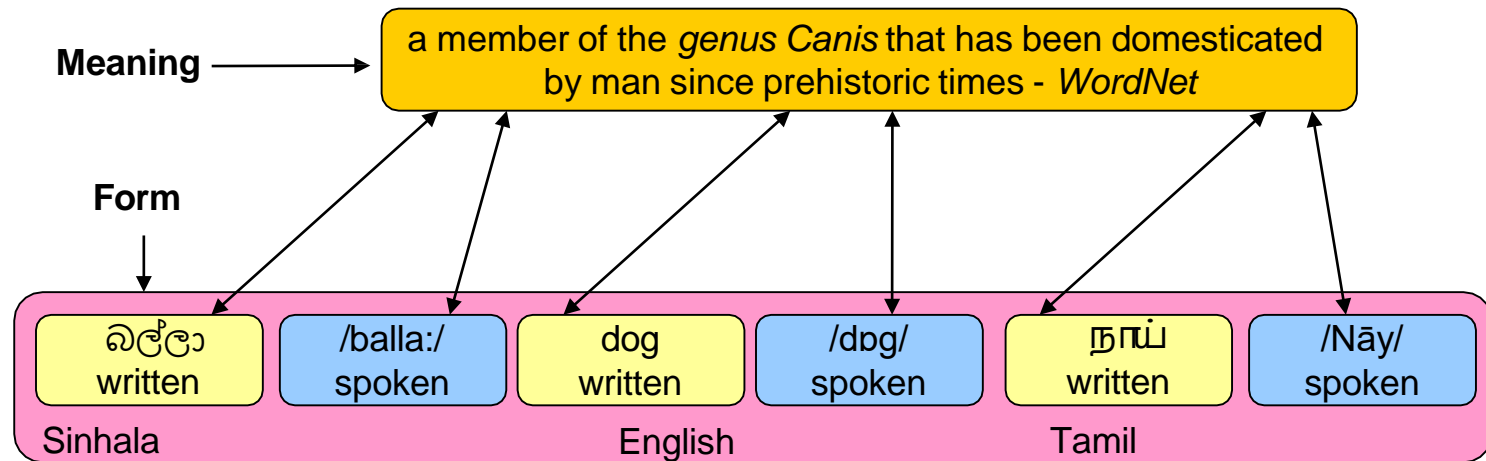 Meaning
a member of the genus Canis that has been domesticated
by man since prehistoric times - WordNet
Form
බල්ලා
written
/balla:/
spoken
dog
written
/dɒg/
spoken
நாய்
written
/Nāy/
spoken
Sinhala
English
Tamil